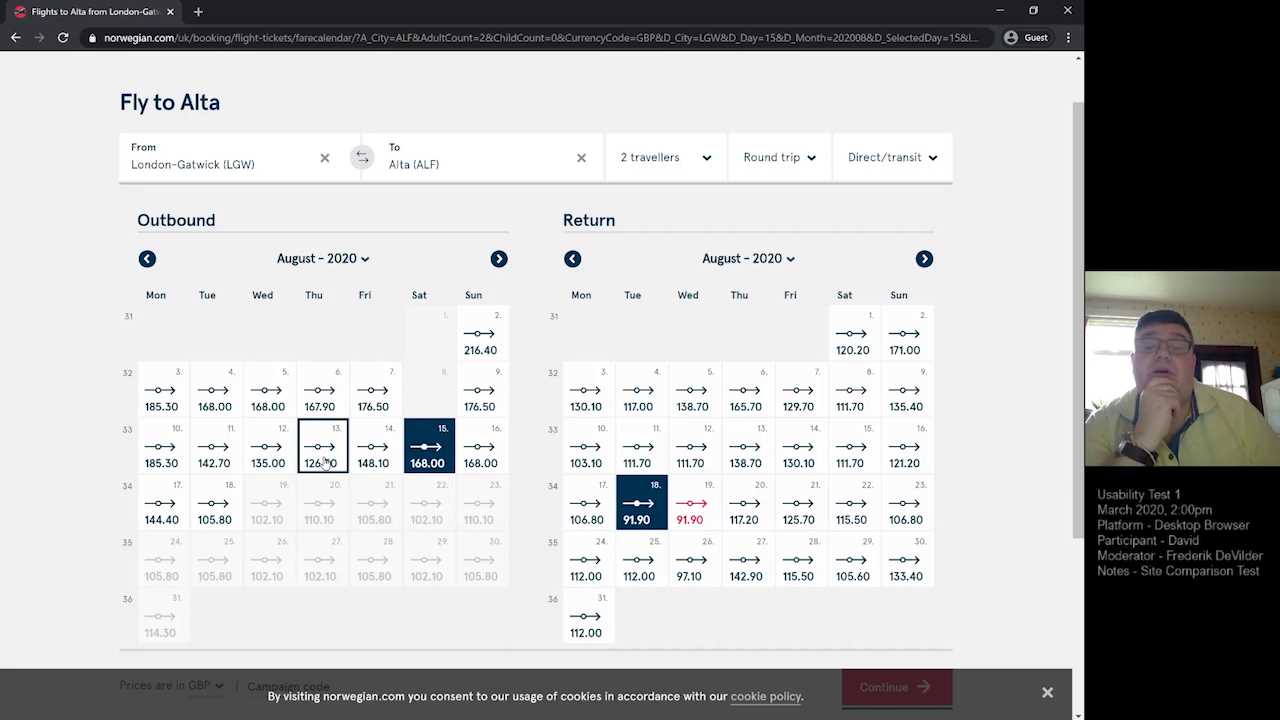 Flights to Alta from London-Gatw
norwegian.com/uk/booking/flight-tickets/farecalendar/?A_City=ALF&AdultCount=2&ChildCount=0&CurrencyCode=GBP&D_City=LGW&D_Day=15&D_Month=202008&D_SelectedDay=15&I...
Guest
Fly to Alta
From
London-Gatwick (LGW)
To
Alta (ALF)
2 travellers
Round trip
Direct/transit
Outbound
August - 2020
Mon Tue Wed Thu Fri Sat Sun
31 1. 2.
216.40
32 3. 4. 5. 6. 7. 8. 9.
185.30 168.00 168.00 167.90 176.50 176.50
33 10. 11. 12. 13. 14. 15. 16.
185.30 142.70 135.00 148.10 168.00 168.00
34 17. 18. 19. 20. 21. 22. 23.
144.40 105.80 102.10 110.10 105.80 102.10 110.10
35 24. 25. 26. 27. 28. 29. 30.
105.80 105.80 102.10 102.10 105.80 102.10 105.80
36 31.
114.30
Return
August - 2020
Mon Tue Wed Thu Fri Sat Sun
31 1. 2.
120.20 171.00
32 3. 4. 5. 6. 7. 8. 9.
130.10 117.00 138.70 165.70 129.70 111.70 135.40
33 10. 11. 12. 13. 14. 15. 16.
103.10 111.70 111.70 138.70 130.10 111.70 121.20
34 17. 18. 19. 20. 21. 22. 23.
106.80 91.90 91.90 117.20 125.70 115.50 106.80
35 24. 25. 26. 27. 28. 29. 30.
112.00 112.00 97.10 142.90 115.50 105.60 133.40
36 31.
112.00
Prices are in GBP | Campaign code
Continue
By visiting norwegian.com you consent to our usage of cookies in accordance with our cookie policy.
Usability Test 1
March 2020, 2:00pm
Platform - Desktop Browser
Participant - David
Moderator - Frederik DeVilder
Notes - Site Comparison Test